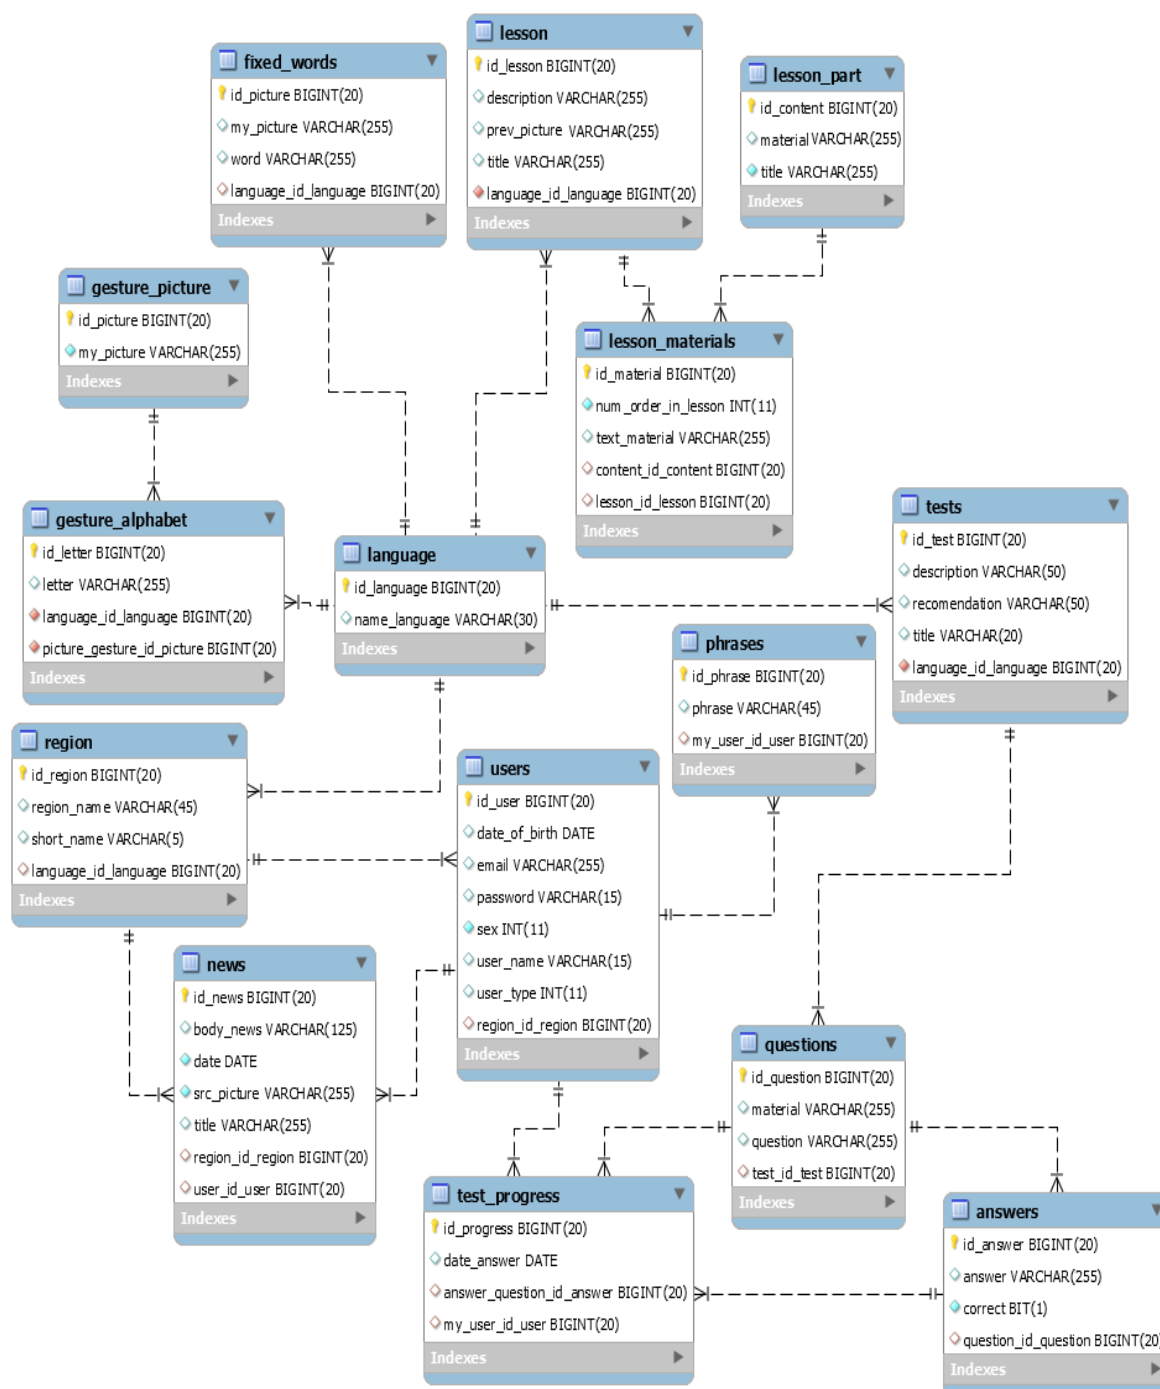 fixed_words
id_picture BIGINT(20)
my_picture VARCHAR(255)
word VARCHAR(255)
language_id_language BIGINT(20)
Indexes
lesson
id_lesson BIGINT(20)
description VARCHAR(255)
prev_picture VARCHAR(255)
title VARCHAR(255)
language_id_language BIGINT(20)
Indexes
lesson_part
id_content BIGINT(20)
material VARCHAR(255)
title VARCHAR(255)
Indexes
gesture_picture
id_picture BIGINT(20)
my_picture VARCHAR(255)
Indexes
lesson_materials
id_material BIGINT(20)
num_order_in_lesson INT(11)
text_material VARCHAR(255)
content_id_content BIGINT(20)
lesson_id_lesson BIGINT(20)
Indexes
gesture_alphabet
id_letter BIGINT(20)
letter VARCHAR(255)
language_id_language BIGINT(20)
picture_gesture_id_picture BIGINT(20)
Indexes
language
id_language BIGINT(20)
name_language VARCHAR(30)
Indexes
tests
id_test BIGINT(20)
description VARCHAR(50)
recomendation VARCHAR(50)
title VARCHAR(20)
language_id_language BIGINT(20)
Indexes
phrases
id_phrase BIGINT(20)
phrase VARCHAR(45)
my_user_id_user BIGINT(20)
Indexes
region
id_region BIGINT(20)
region_name VARCHAR(45)
short_name VARCHAR(5)
language_id_language BIGINT(20)
Indexes
users
id_user BIGINT(20)
date_of_birth DATE
email VARCHAR(255)
password VARCHAR(15)
sex INT(11)
user_name VARCHAR(15)
user_type INT(11)
region_id_region BIGINT(20)
Indexes
news
id_news BIGINT(20)
body_news VARCHAR(125)
date DATE
src_picture VARCHAR(255)
title VARCHAR(255)
region_id_region BIGINT(20)
user_id_user BIGINT(20)
Indexes
questions
id_question BIGINT(20)
material VARCHAR(255)
question VARCHAR(255)
test_id_test BIGINT(20)
Indexes
test_progress
id_progress BIGINT(20)
date_answer DATE
answer_question_id_answer BIGINT(20)
my_user_id_user BIGINT(20)
Indexes
answers
id_answer BIGINT(20)
answer VARCHAR(255)
correct BIT(1)
question_id_question BIGINT(20)
Indexes